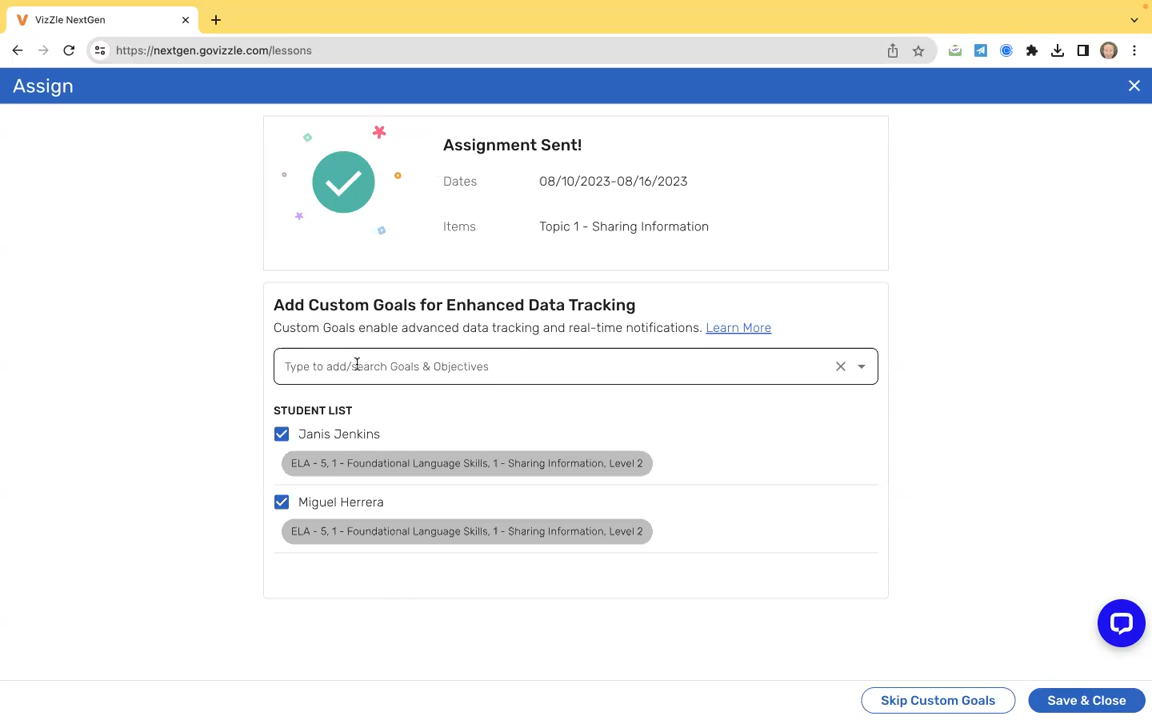 VizZle NextGen
https://nextgen.govizzle.com/lessons
Assign
Assignment Sent!
Dates 08/10/2023-08/16/2023
Items Topic 1 - Sharing Information
Add Custom Goals for Enhanced Data Tracking
Custom Goals enable advanced data tracking and real-time notifications. Learn More
Type to add/search Goals & Objectives
STUDENT LIST
Janis Jenkins
ELA - 5, 1 - Foundational Language Skills, 1 - Sharing Information, Level 2
Miguel Herrera
ELA - 5, 1 - Foundational Language Skills, 1 - Sharing Information, Level 2
Skip Custom Goals Save & Close